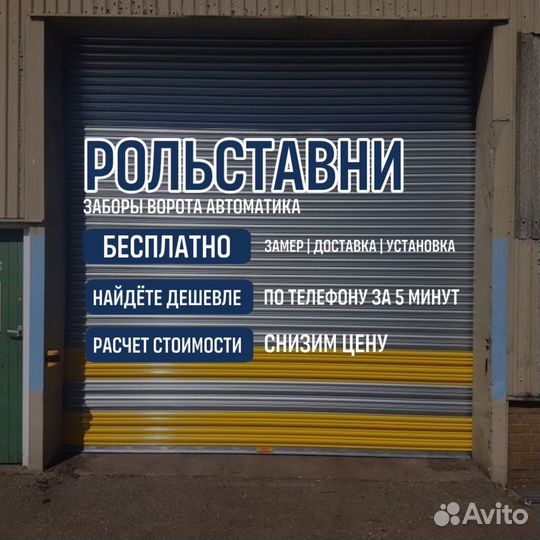 РОЛЬСТАВНИ
ЗАБОРЫ ВОРОТА АВТОМАТИКА
БЕСПЛАТНО ЗАМЕР | ДОСТАВКА | УСТАНОВКА
НАЙДЁТЕ ДЕШЕВЛЕ ПО ТЕЛЕФОНУ ЗА 5 МИНУТ
РАСЧЕТ СТОИМОСТИ СНИЗИМ ЦЕНУ
Avito